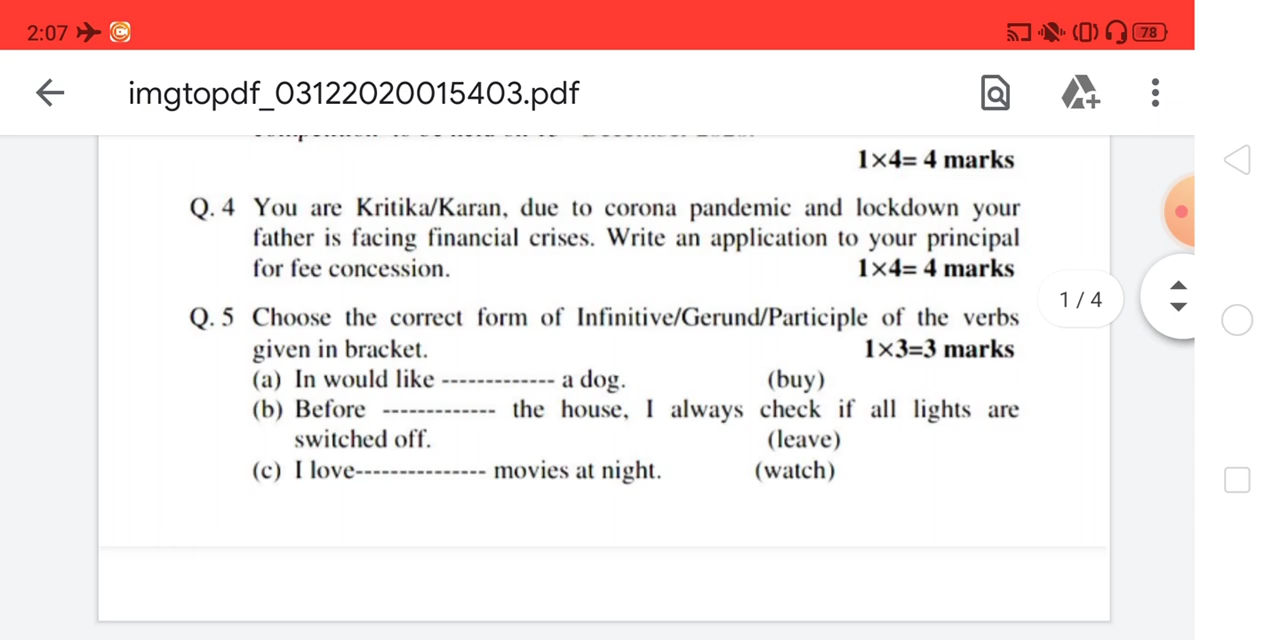 2:07
78
imgtopdf_03122020015403.pdf
1×4= 4 marks
Q. 4 You are Kritika/Karan, due to corona pandemic and lockdown your
father is facing financial crises. Write an application to your principal
for fee concession. 1×4= 4 marks
1 / 4
Q. 5 Choose the correct form of Infinitive/Gerund/Participle of the verbs
given in bracket. 1×3=3 marks
(a) In would like ------------- a dog. (buy)
(b) Before ------------- the house, I always check if all lights are
switched off. (leave)
(c) I love--------------- movies at night. (watch)